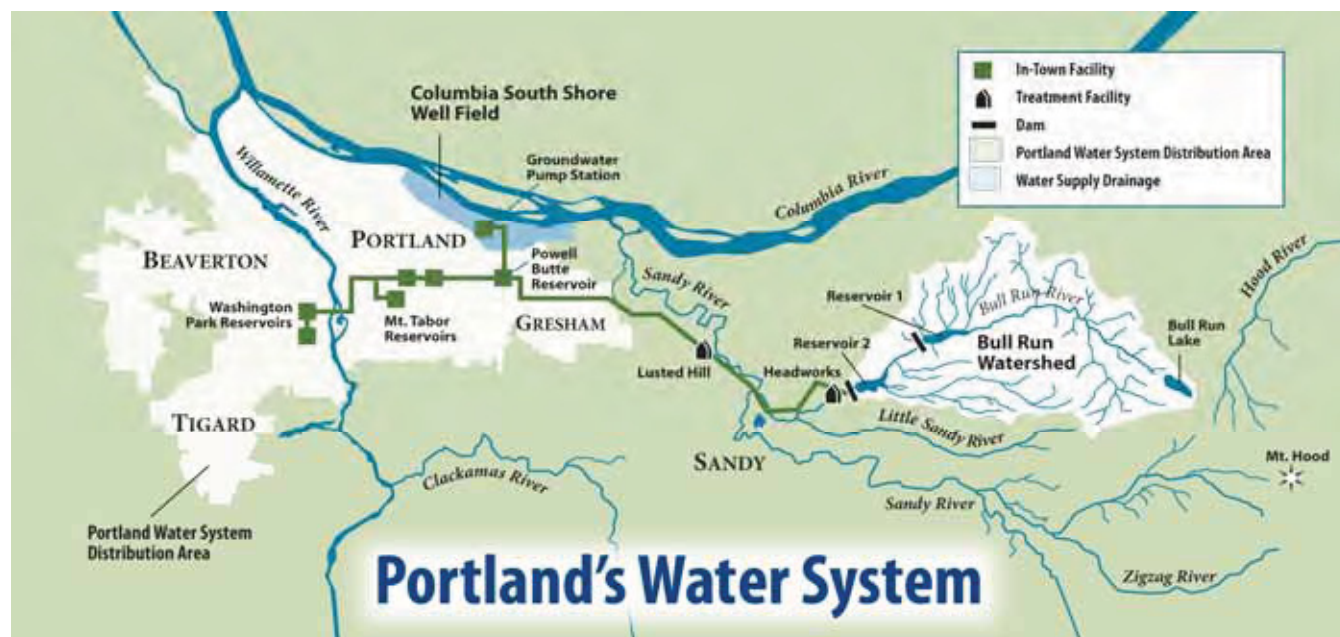 In-Town Facility
Treatment Facility
Dam
Portland Water System Distribution Area
Water Supply Drainage
Columbia South Shore
Well Field
Groundwater
Pump Station
Willamette River
Columbia River
PORTLAND
BEAVERTON
Powell
Butte
Reservoir
Sandy River
Hood River
Washington
Park Reservoirs
Mt. Tabor
Reservoirs
GRESHAM
Reservoir 1
Bull Run River
Bull Run
Lake
Bull Run
Watershed
Reservoir 2
Lusted Hill
Headworks
TIGARD
Little Sandy River
SANDY
Mt. Hood
Clackamas River
Sandy River
Portland Water System
Distribution Area
Zigzag River
Portland's Water System